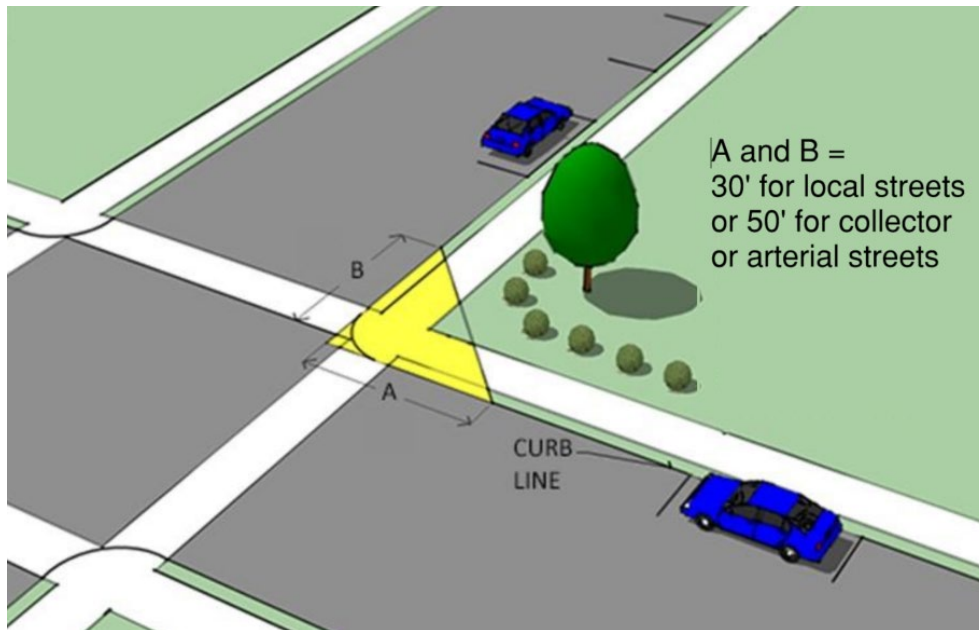 A and B =
30' for local streets
or 50' for collector
or arterial streets
B
A
CURB
LINE